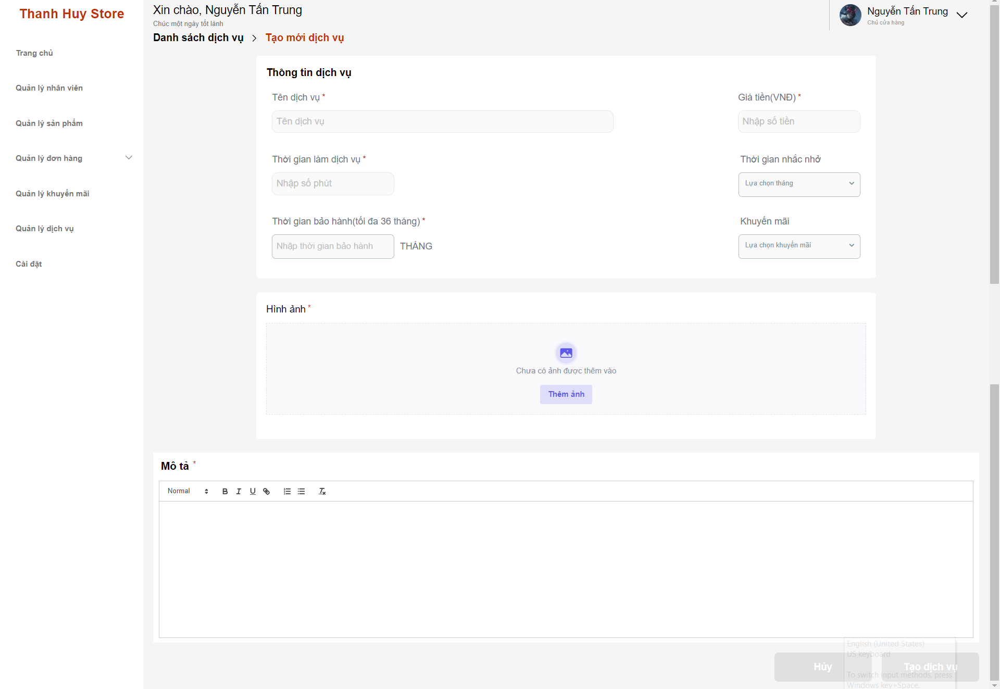 Thanh Huy Store
Trang chủ
Quản lý nhân viên
Quản lý sản phẩm
Quản lý đơn hàng
Quản lý khuyến mãi
Quản lý dịch vụ
Cài đặt
Xin chào, Nguyễn Tấn Trung
Chúc một ngày tốt lành
Nguyễn Tấn Trung
Chủ cửa hàng
Danh sách dịch vụ > Tạo mới dịch vụ
Thông tin dịch vụ
Tên dịch vụ *
Tên dịch vụ
Giá tiền(VNĐ) *
Nhập số tiền
Thời gian làm dịch vụ *
Nhập số phút
Thời gian nhắc nhở
Lựa chọn tháng
Thời gian bảo hành(tối đa 36 tháng) *
Nhập thời gian bảo hành THÁNG
Khuyến mãi
Lựa chọn khuyến mãi
Hình ảnh *
Chưa có ảnh được thêm vào
Thêm ảnh
Mô tả *
Normal
Hủy
Tạo dịch vụ
English (United States)
US keyboard
To switch input methods, press
Windows key+Space.